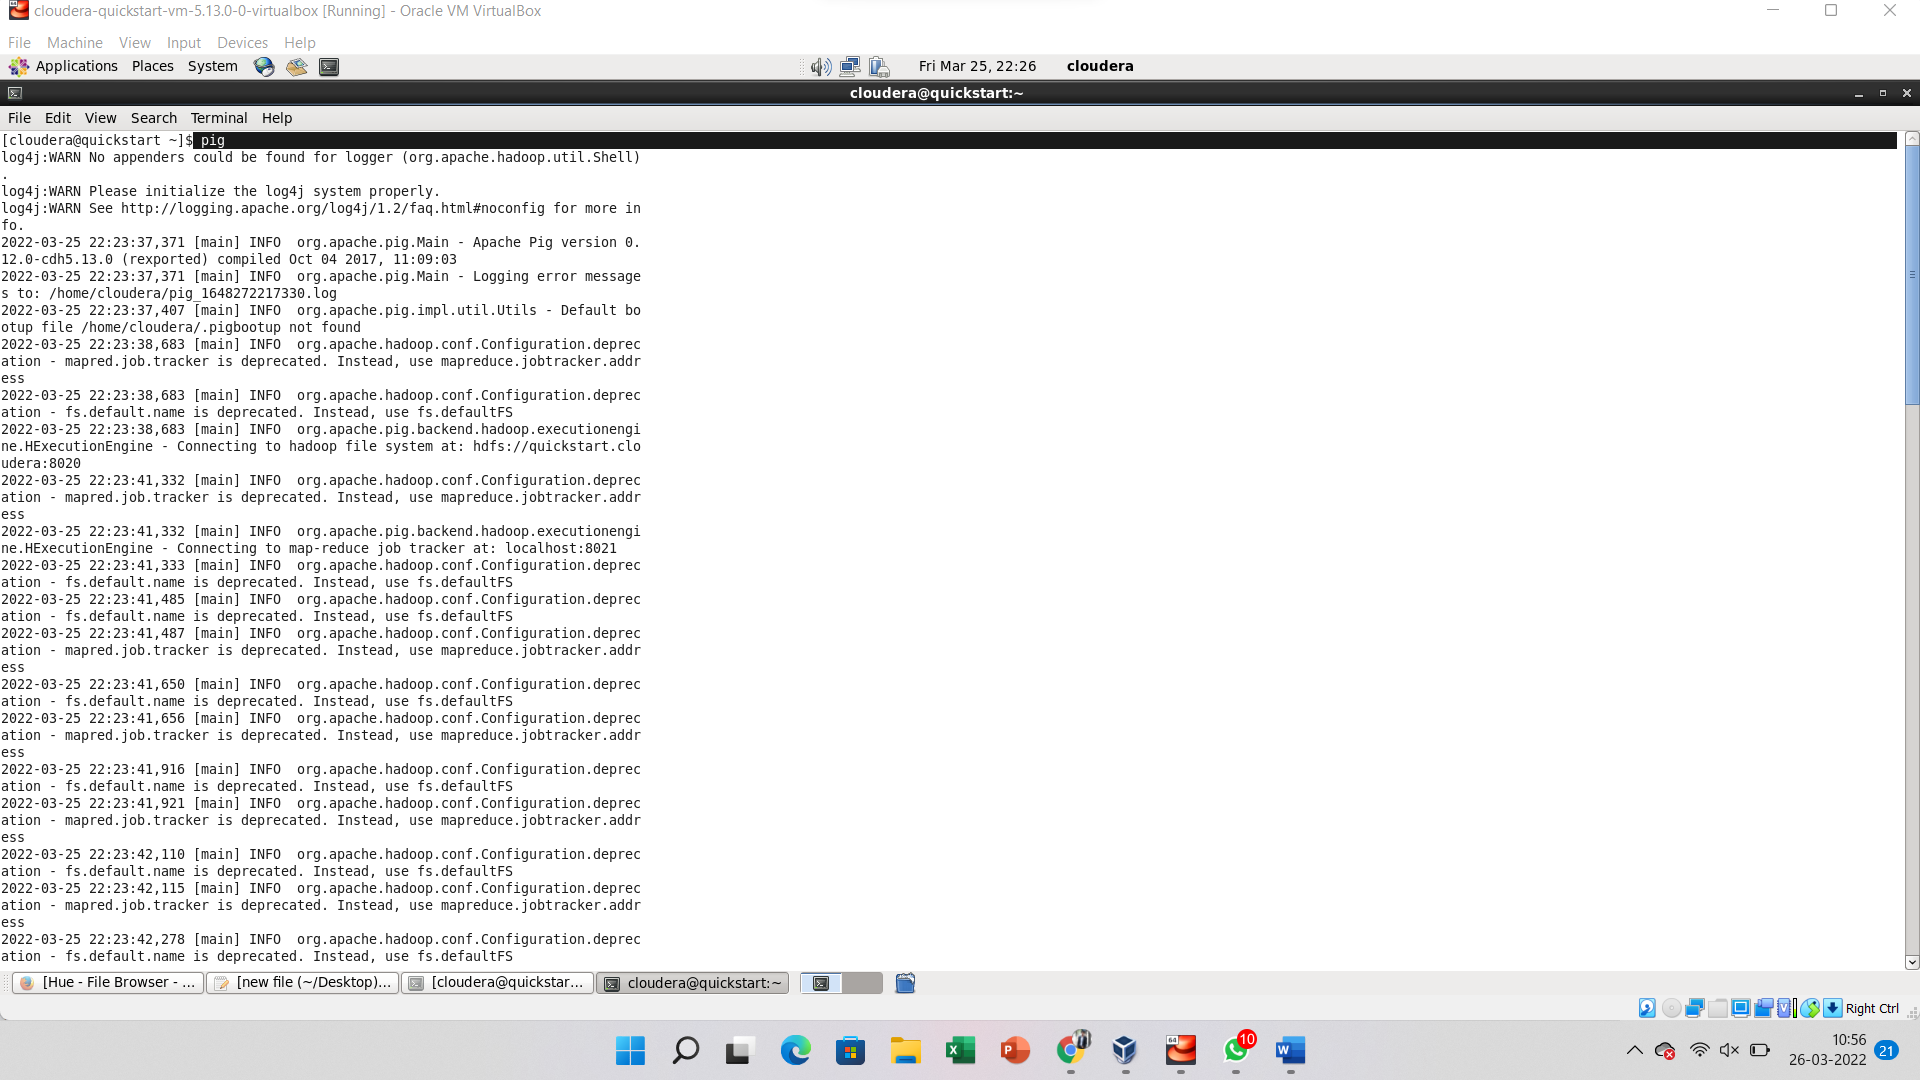 cloudera-quickstart-vm-5.13.0-0-virtualbox [Running] - Oracle VM VirtualBox
File Machine View Input Devices Help
Applications Places System Fri Mar 25, 22:26 cloudera
cloudera@quickstart:~
File Edit View Search Terminal Help
[cloudera@quickstart ~]$ pig
log4j:WARN No appenders could be found for logger (org.apache.hadoop.util.Shell)
.
log4j:WARN Please initialize the log4j system properly.
log4j:WARN See http://logging.apache.org/log4j/1.2/faq.html#noconfig for more in
fo.
2022-03-25 22:23:37,371 [main] INFO  org.apache.pig.Main - Apache Pig version 0.
12.0-cdh5.13.0 (rexported) compiled Oct 04 2017, 11:09:03
2022-03-25 22:23:37,371 [main] INFO  org.apache.pig.Main - Logging error message
s to: /home/cloudera/pig_1648272217330.log
2022-03-25 22:23:37,407 [main] INFO  org.apache.pig.impl.util.Utils - Default bo
otup file /home/cloudera/.pigbootup not found
2022-03-25 22:23:38,683 [main] INFO  org.apache.hadoop.conf.Configuration.deprec
ation - mapred.job.tracker is deprecated. Instead, use mapreduce.jobtracker.addr
ess
2022-03-25 22:23:38,683 [main] INFO  org.apache.hadoop.conf.Configuration.deprec
ation - fs.default.name is deprecated. Instead, use fs.defaultFS
2022-03-25 22:23:38,683 [main] INFO  org.apache.pig.backend.hadoop.executionengi
ne.HExecutionEngine - Connecting to hadoop file system at: hdfs://quickstart.clo
udera:8020
2022-03-25 22:23:41,332 [main] INFO  org.apache.hadoop.conf.Configuration.deprec
ation - mapred.job.tracker is deprecated. Instead, use mapreduce.jobtracker.addr
ess
2022-03-25 22:23:41,332 [main] INFO  org.apache.pig.backend.hadoop.executionengi
ne.HExecutionEngine - Connecting to map-reduce job tracker at: localhost:8021
2022-03-25 22:23:41,333 [main] INFO  org.apache.hadoop.conf.Configuration.deprec
ation - fs.default.name is deprecated. Instead, use fs.defaultFS
2022-03-25 22:23:41,485 [main] INFO  org.apache.hadoop.conf.Configuration.deprec
ation - fs.default.name is deprecated. Instead, use fs.defaultFS
2022-03-25 22:23:41,487 [main] INFO  org.apache.hadoop.conf.Configuration.deprec
ation - mapred.job.tracker is deprecated. Instead, use mapreduce.jobtracker.addr
ess
2022-03-25 22:23:41,650 [main] INFO  org.apache.hadoop.conf.Configuration.deprec
ation - fs.default.name is deprecated. Instead, use fs.defaultFS
2022-03-25 22:23:41,656 [main] INFO  org.apache.hadoop.conf.Configuration.deprec
ation - mapred.job.tracker is deprecated. Instead, use mapreduce.jobtracker.addr
ess
2022-03-25 22:23:41,916 [main] INFO  org.apache.hadoop.conf.Configuration.deprec
ation - fs.default.name is deprecated. Instead, use fs.defaultFS
2022-03-25 22:23:41,921 [main] INFO  org.apache.hadoop.conf.Configuration.deprec
ation - mapred.job.tracker is deprecated. Instead, use mapreduce.jobtracker.addr
ess
2022-03-25 22:23:42,110 [main] INFO  org.apache.hadoop.conf.Configuration.deprec
ation - fs.default.name is deprecated. Instead, use fs.defaultFS
2022-03-25 22:23:42,115 [main] INFO  org.apache.hadoop.conf.Configuration.deprec
ation - mapred.job.tracker is deprecated. Instead, use mapreduce.jobtracker.addr
ess
2022-03-25 22:23:42,278 [main] INFO  org.apache.hadoop.conf.Configuration.deprec
ation - fs.default.name is deprecated. Instead, use fs.defaultFS
[Hue - File Browser - ... [new file (~/Desktop)... [cloudera@quickstar... cloudera@quickstart:~
Right Ctrl
10 10:56
26-03-2022 21